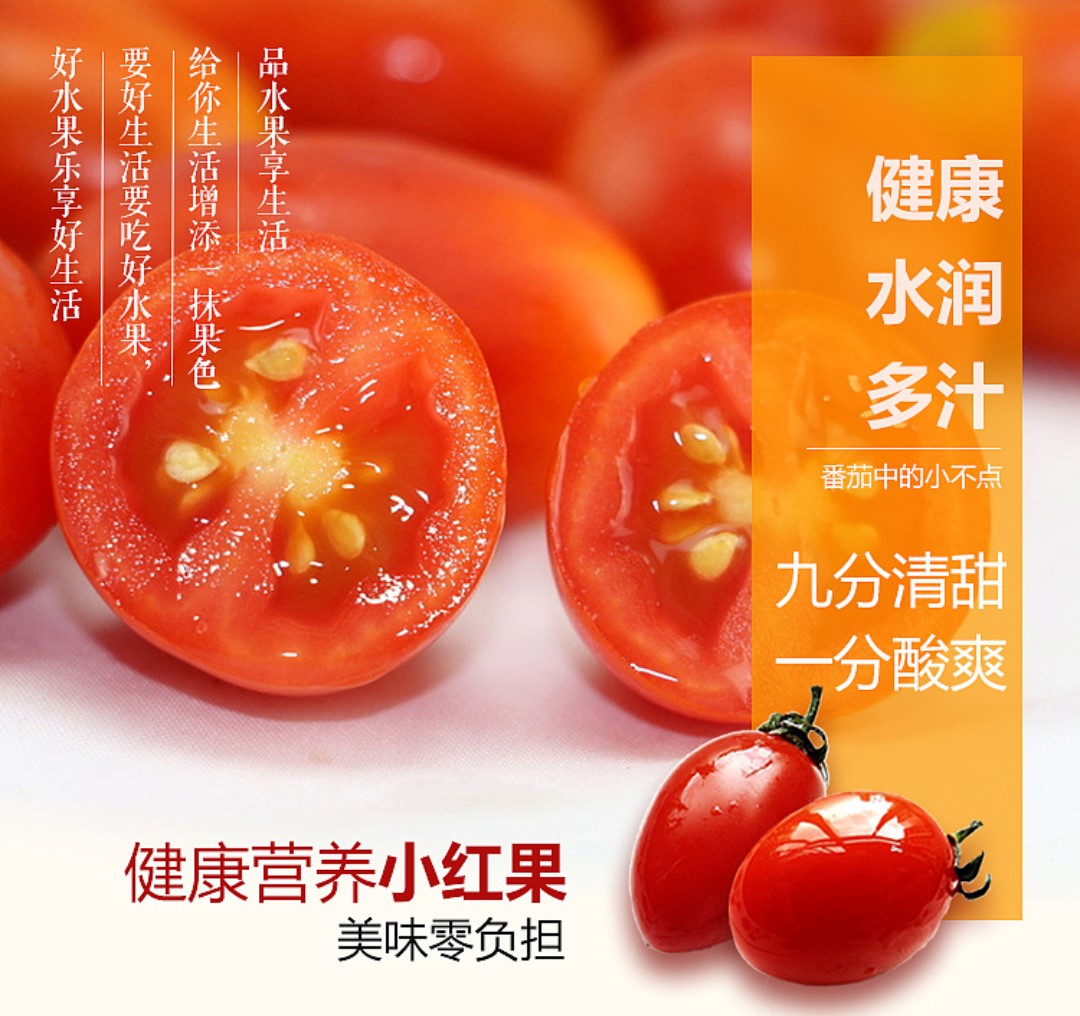 品水果享生活
给你生活增添一抹果色
要好生活要吃好水果，
好水果乐享好生活
健康
水润
多汁
番茄中的小不点
九分清甜
一分酸爽
健康营养小红果
美味零负担